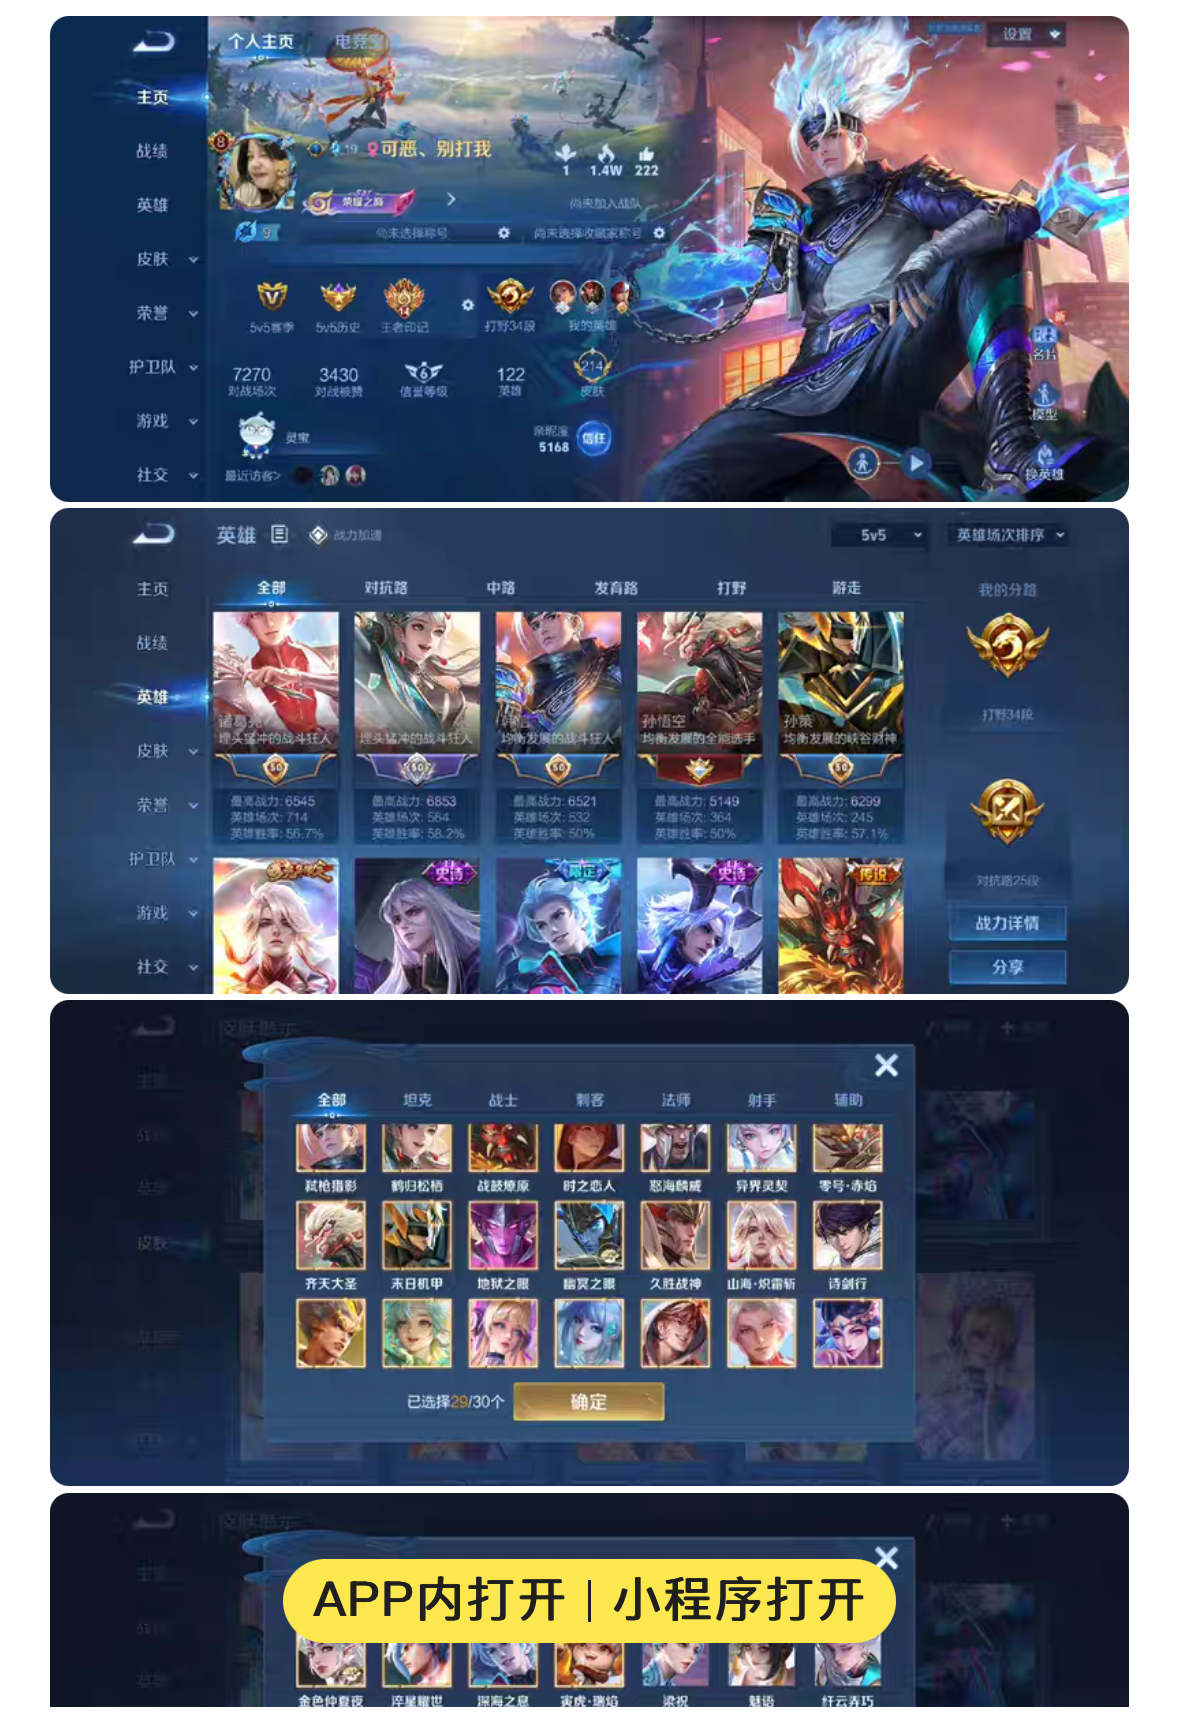 个人主页
设置
主页
战绩
8
19 可恶、别打我
1 1.4W 222
英雄
荣耀之巅
尚未加入战队
9
尚未选择称号
尚未选择收藏家称号
皮肤
荣誉
5v5赛季 5v5历史 王者印记 打野34段 我的英雄
14
新
名片
护卫队
7270 3430 6 122 214
对战场次 对战被赞 信誉等级 英雄 皮肤
模型
游戏
灵宝
亲昵度
5168
信任
社交
最近访客>
换英雄
英雄
战力加速
5v5
英雄场次排序
主页
战绩
英雄
皮肤
荣誉
护卫队
游戏
社交
全部 对抗路 中路 发育路 打野 游走
我的分路
诸葛亮
孙悟空
孙策
埋头猛冲的战斗狂人
埋头猛冲的战斗狂人
均衡发展的战斗狂人
均衡发展的全能选手
均衡发展的峡谷财神
50 50 50 50
打野34段
最高战力: 6545 最高战力: 6853 最高战力: 6521 最高战力: 5149 最高战力: 6299
英雄场次: 714 英雄场次: 564 英雄场次: 532 英雄场次: 364 英雄场次: 245
英雄胜率: 56.7% 英雄胜率: 58.2% 英雄胜率: 50% 英雄胜率: 50% 英雄胜率: 57.1%
史诗 限定 史诗 传说
对抗路25段
战力详情
分享
皮肤
全部 坦克 战士 刺客 法师 射手 辅助
弑枪猎影 鹤归松栖 战鼓燎原 时之恋人 怒海麟威 异界灵契 零号·赤焰
齐天大圣 末日机甲 地狱之眼 幽冥之眼 久胜战神 山海·炽霜斩 诗剑行
已选择29/30个
确定
APP内打开 | 小程序打开
金色仲夏夜 淬星耀世 深海之息 寅虎·瑞焰 梁祝 魅语 纤云弄巧